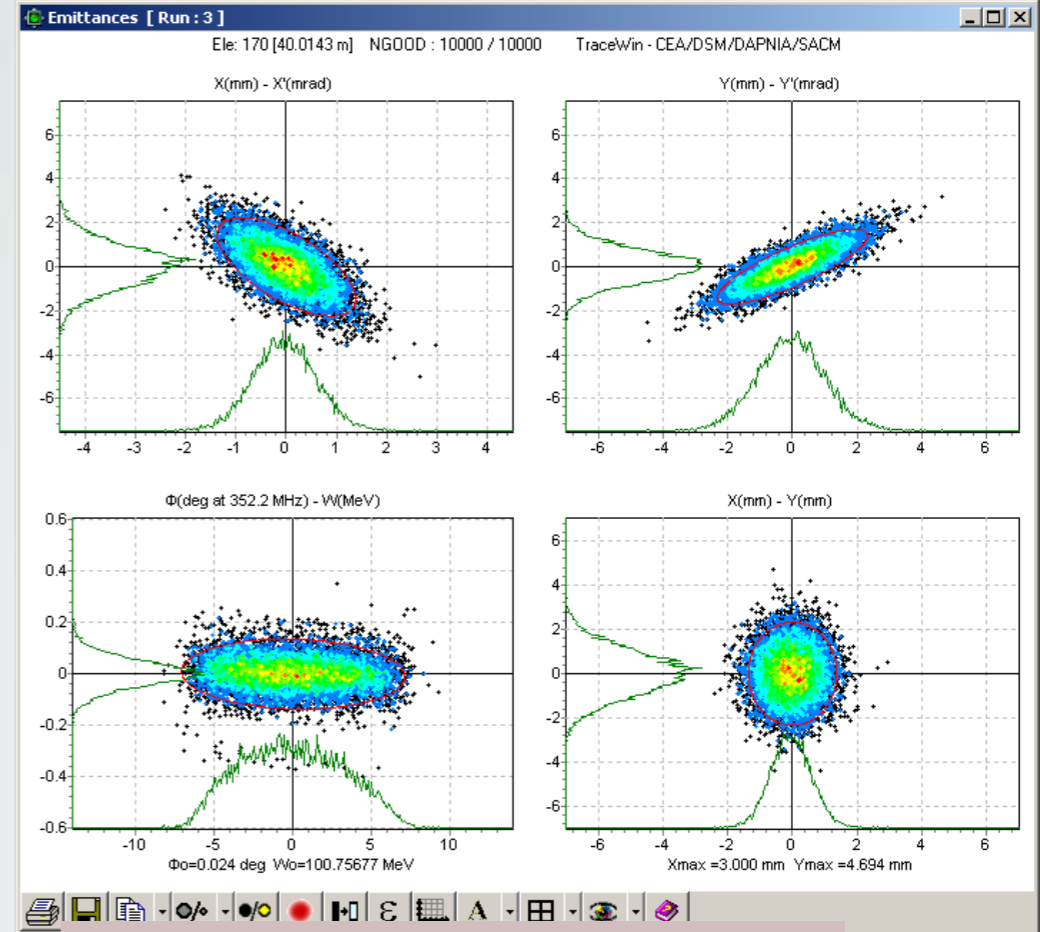 Emittances [ Run : 3 ]
Ele: 170 [40.0143 m] NGOOD : 10000 / 10000 TraceWin - CEA/DSM/DAPNIA/SACM
X(mm) - X'(mrad)
6
4
2
0
-2
-4
-6
-4 -3 -2 -1 0 1 2 3 4
Y(mm) - Y'(mrad)
6
4
2
0
-2
-4
-6
-6 -4 -2 0 2 4 6
Φ(deg at 352.2 MHz) - W(MeV)
0.6
0.4
0.2
0
-0.2
-0.4
-0.6
-10 -5 0 5 10
Φo=0.024 deg Wo=100.75677 MeV
X(mm) - Y(mm)
6
4
2
0
-2
-4
-6
-6 -4 -2 0 2 4 6
Xmax =3.000 mm Ymax =4.694 mm
ε A